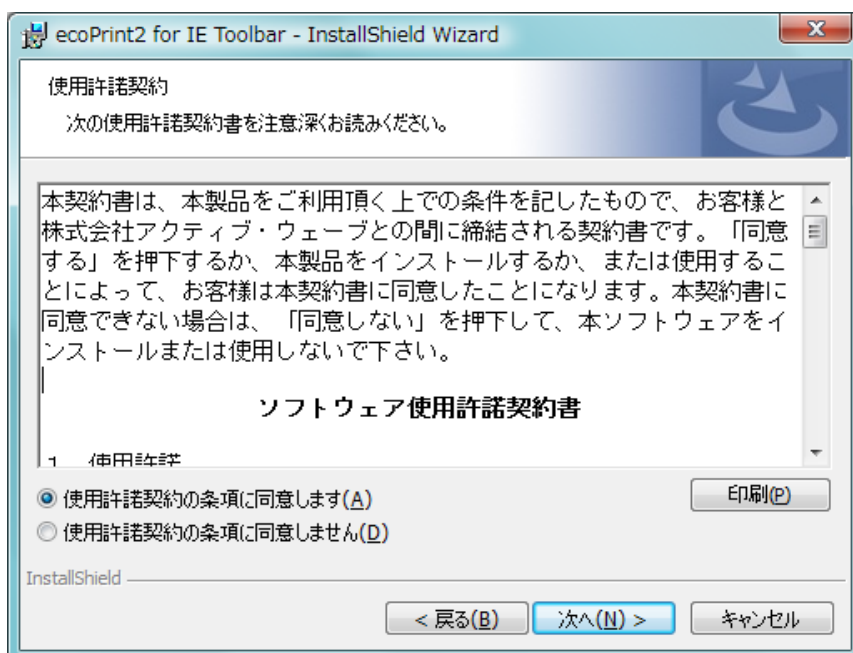 ecoPrint2 for IE Toolbar - InstallShield Wizard
使用許諾契約
次の使用許諾契約書を注意深くお読みください。
本契約書は、本製品をご利用頂く上での条件を記したもので、お客様と
株式会社アクティブ・ウェーブとの間に締結される契約書です。「同意
する」を押下するか、本製品をインストールするか、または使用するこ
とによって、お客様は本契約書に同意したことになります。本契約書に
同意できない場合は、「同意しない」を押下して、本ソフトウェアをイ
ンストールまたは使用しないで下さい。
ソフトウェア使用許諾契約書
1. 使用許諾
使用許諾契約の条項に同意します(A)
印刷(P)
使用許諾契約の条項に同意しません(D)
InstallShield
< 戻る(B)
次へ(N) >
キャンセル